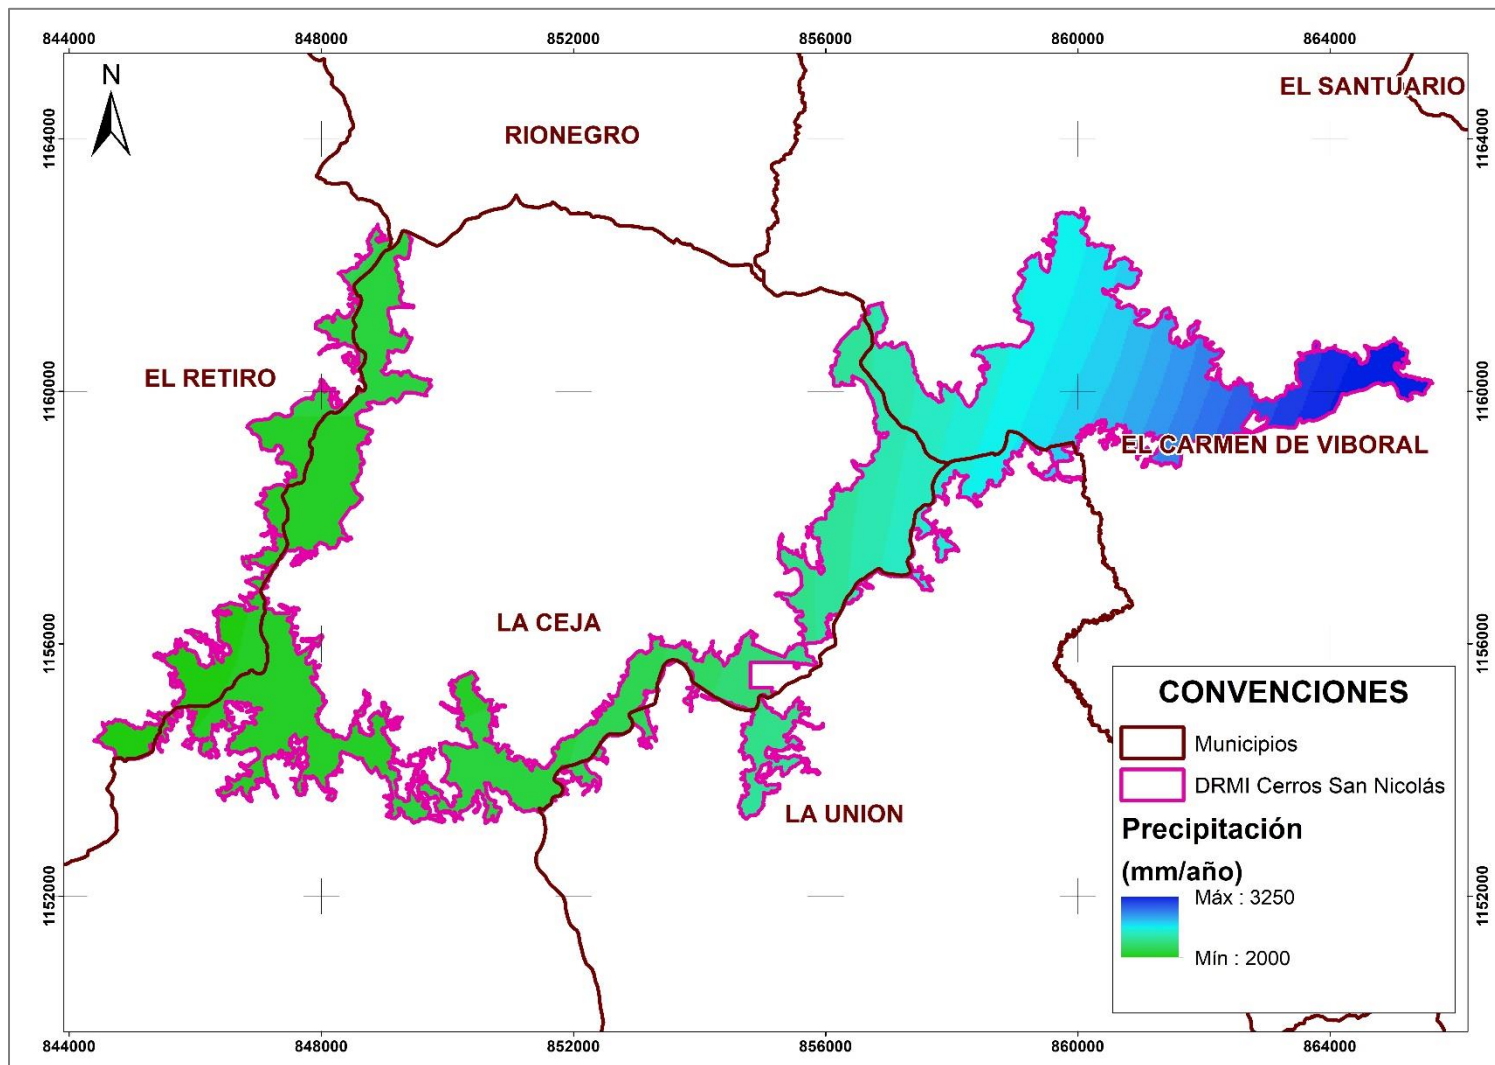 844000
848000
852000
856000
860000
864000
N
EL SANTUARIO
RIONEGRO
1164000
1164000
EL RETIRO
1160000
1160000
EL CARMEN DE VIBORAL
LA CEJA
1156000
1156000
LA UNION
CONVENCIONES
Municipios
DRMI Cerros San Nicolás
Precipitación
(mm/año)
Máx : 3250
Mín : 2000
1152000
1152000
844000
848000
852000
856000
860000
864000